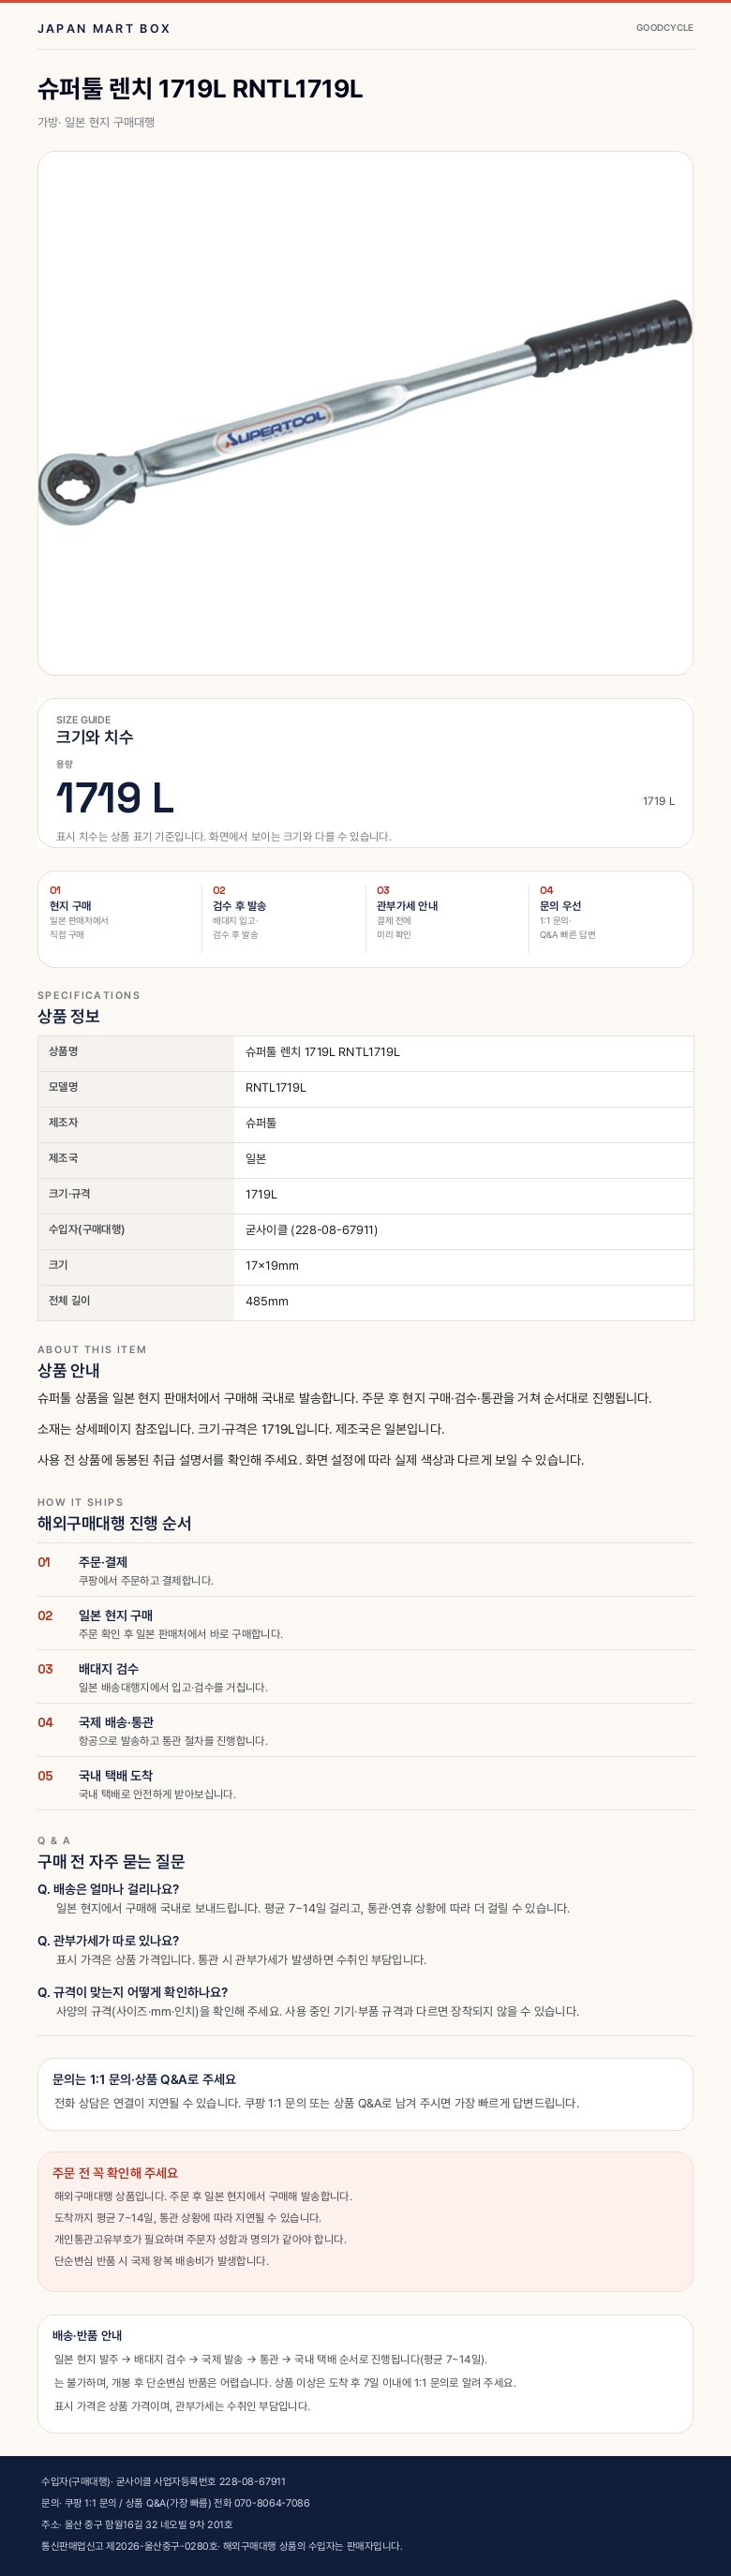 JAPAN MART BOX
GOODCYCLE
슈퍼툴 렌치 1719L RNTL1719L
가방· 일본 현지 구매대행
SUPERTOOL
SIZE GUIDE
크기와 치수
용량
1719 L
1719 L
표시 치수는 상품 표기 기준입니다. 화면에서 보이는 크기와 다를 수 있습니다.
01
현지 구매
일본 판매처에서
직접 구매
02
검수 후 발송
배대지 입고·
검수 후 발송
03
관부가세 안내
결제 전에
미리 확인
04
문의 우선
1:1 문의·
Q&A 빠른 답변
SPECIFICATIONS
상품 정보
상품명 슈퍼툴 렌치 1719L RNTL1719L
모델명 RNTL1719L
제조자 슈퍼툴
제조국 일본
크기·규격 1719L
수입자(구매대행) 굳사이클 (228-08-67911)
크기 17×19mm
전체 길이 485mm
ABOUT THIS ITEM
상품 안내
슈퍼툴 상품을 일본 현지 판매처에서 구매해 국내로 발송합니다. 주문 후 현지 구매·검수·통관을 거쳐 순서대로 진행됩니다.
소재는 상세페이지 참조입니다. 크기·규격은 1719L입니다. 제조국은 일본입니다.
사용 전 상품에 동봉된 취급 설명서를 확인해 주세요. 화면 설정에 따라 실제 색상과 다르게 보일 수 있습니다.
HOW IT SHIPS
해외구매대행 진행 순서
01 주문·결제
쿠팡에서 주문하고 결제합니다.
02 일본 현지 구매
주문 확인 후 일본 판매처에서 바로 구매합니다.
03 배대지 검수
일본 배송대행지에서 입고·검수를 거칩니다.
04 국제 배송·통관
항공으로 발송하고 통관 절차를 진행합니다.
05 국내 택배 도착
국내 택배로 안전하게 받아보십니다.
Q & A
구매 전 자주 묻는 질문
Q. 배송은 얼마나 걸리나요?
일본 현지에서 구매해 국내로 보내드립니다. 평균 7~14일 걸리고, 통관·연휴 상황에 따라 더 걸릴 수 있습니다.
Q. 관부가세가 따로 있나요?
표시 가격은 상품 가격입니다. 통관 시 관부가세가 발생하면 수취인 부담입니다.
Q. 규격이 맞는지 어떻게 확인하나요?
사양의 규격(사이즈·mm·인치)을 확인해 주세요. 사용 중인 기기·부품 규격과 다르면 장착되지 않을 수 있습니다.
문의는 1:1 문의·상품 Q&A로 주세요
전화 상담은 연결이 지연될 수 있습니다. 쿠팡 1:1 문의 또는 상품 Q&A로 남겨 주시면 가장 빠르게 답변드립니다.
주문 전 꼭 확인해 주세요
해외구매대행 상품입니다. 주문 후 일본 현지에서 구매해 발송합니다.
도착까지 평균 7~14일, 통관 상황에 따라 지연될 수 있습니다.
개인통관고유부호가 필요하며 주문자 성함과 명의가 같아야 합니다.
단순변심 반품 시 국제 왕복 배송비가 발생합니다.
배송·반품 안내
일본 현지 발주 → 배대지 검수 → 국제 발송 → 통관 → 국내 택배 순서로 진행됩니다(평균 7~14일).
는 불가하며, 개봉 후 단순변심 반품은 어렵습니다. 상품 이상은 도착 후 7일 이내에 1:1 문의로 알려 주세요.
표시 가격은 상품 가격이며, 관부가세는 수취인 부담입니다.
수입자(구매대행)· 굳사이클 사업자등록번호 228-08-67911
문의· 쿠팡 1:1 문의 / 상품 Q&A(가장 빠름) 전화 070-8064-7086
주소· 울산 중구 함월16길 32 네오빌 9차 201호
통신판매업신고 제2026-울산중구-0280호· 해외구매대행 상품의 수입자는 판매자입니다.